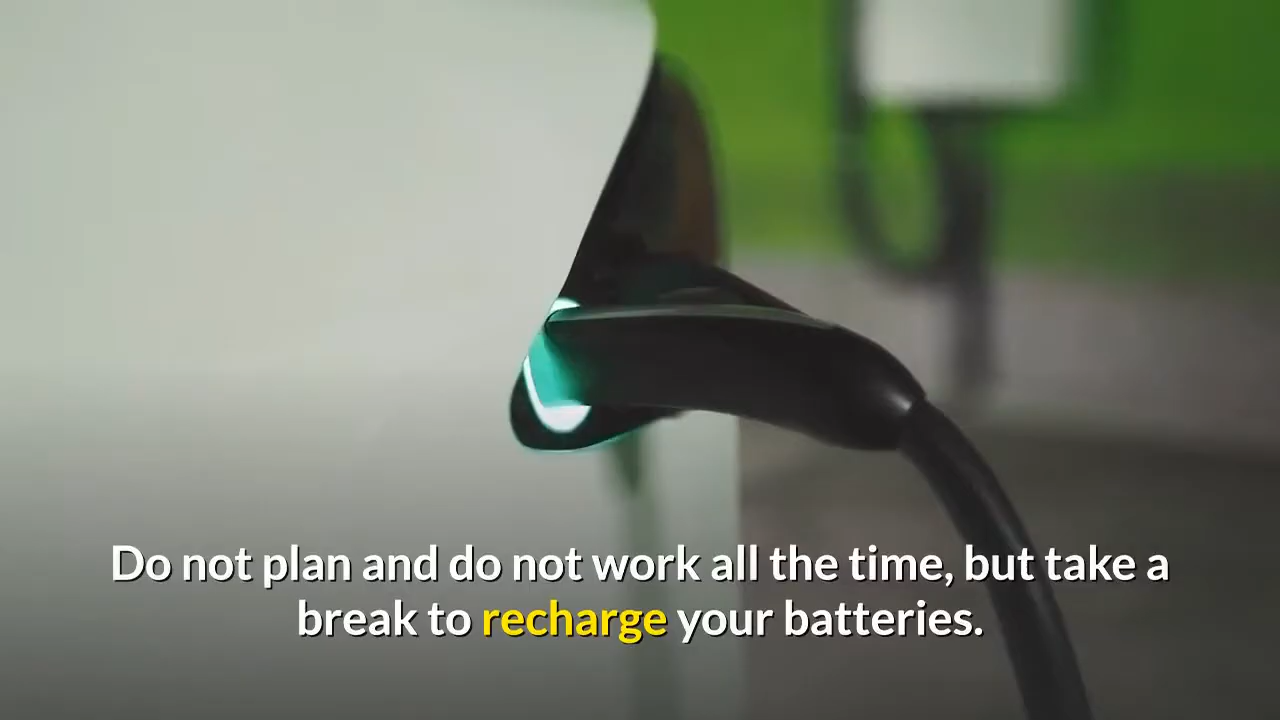 Do not plan and do not work all the time, but take a
break to recharge your batteries.